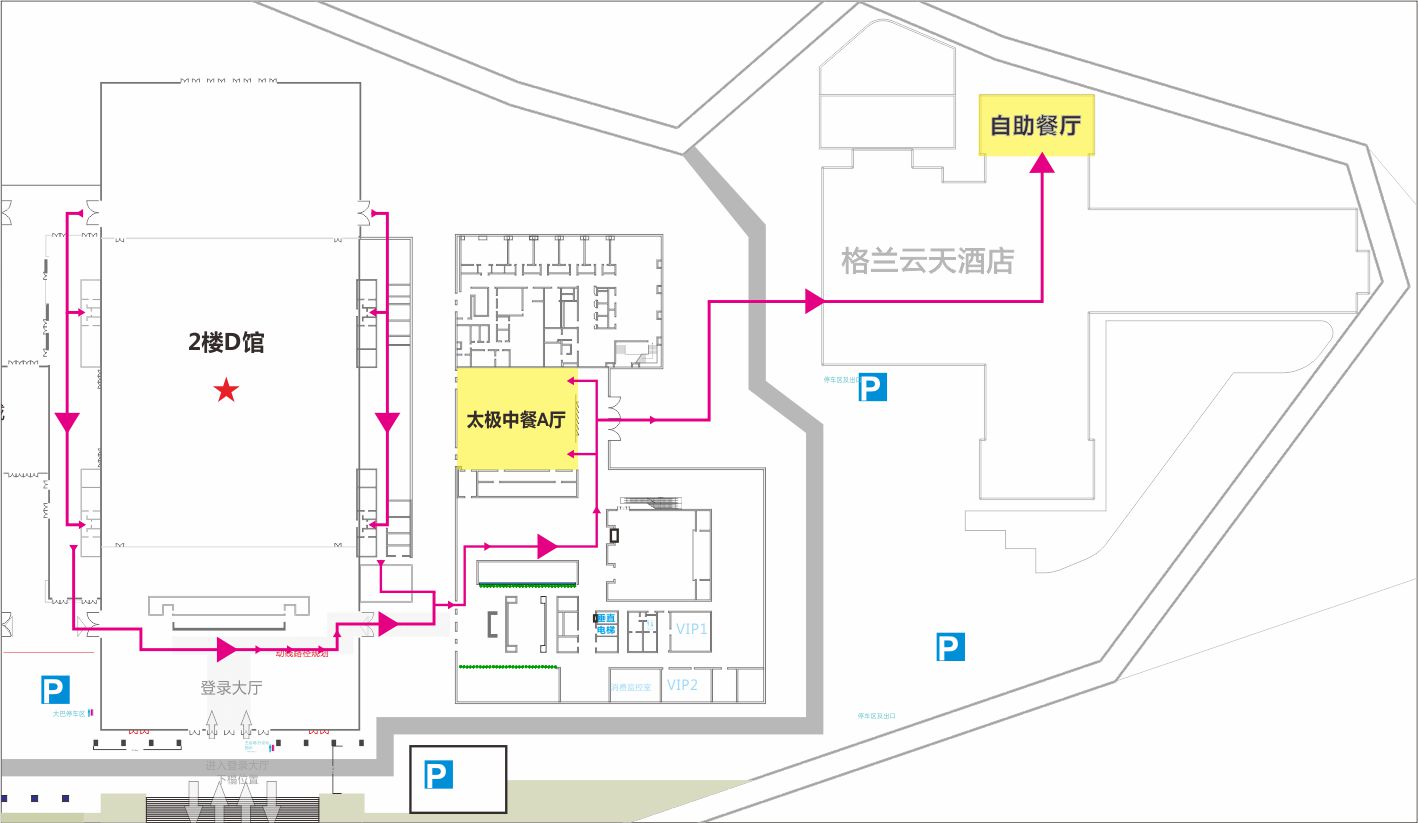 自助餐厅
格兰云天酒店
2楼D馆
停车区及出口
P
太极中餐A厅
垂直
电梯
VIP1
P
动线路径规划
登录大厅
消费监控室
VIP2
P
大巴停车区
停车区及出口
进入登录大厅
下榻位置
P